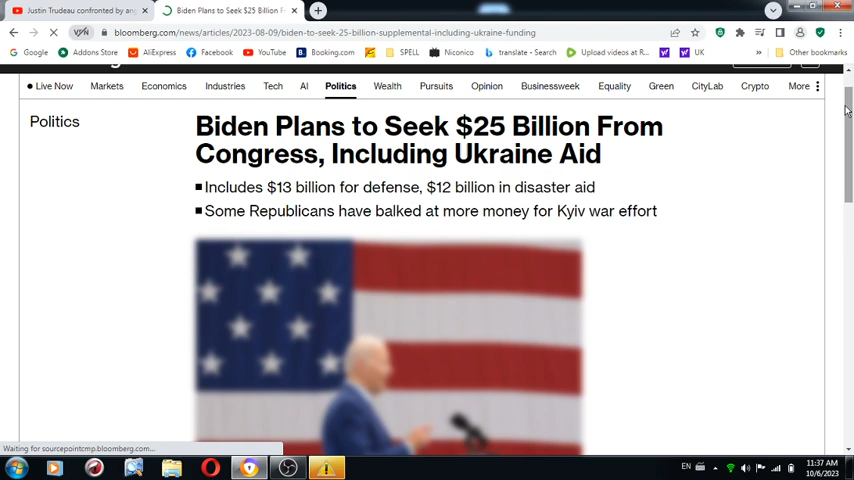 Justin Trudeau confronted by an
Biden Plans to Seek $25 Billion F
bloomberg.com/news/articles/2023-08-09/biden-to-seek-25-billion-supplemental-including-ukraine-funding
Google Addons Store AliExpress Facebook YouTube Booking.com SPELL Niconico translate - Search Upload videos at R... UK » Other bookmarks
Live Now Markets Economics Industries Tech AI Politics Wealth Pursuits Opinion Businessweek Equality Green CityLab Crypto More
Politics
Biden Plans to Seek $25 Billion From
Congress, Including Ukraine Aid
Includes $13 billion for defense, $12 billion in disaster aid
Some Republicans have balked at more money for Kyiv war effort
Waiting for sourcepointcmp.bloomberg.com...
EN
11:37 AM
10/6/2023